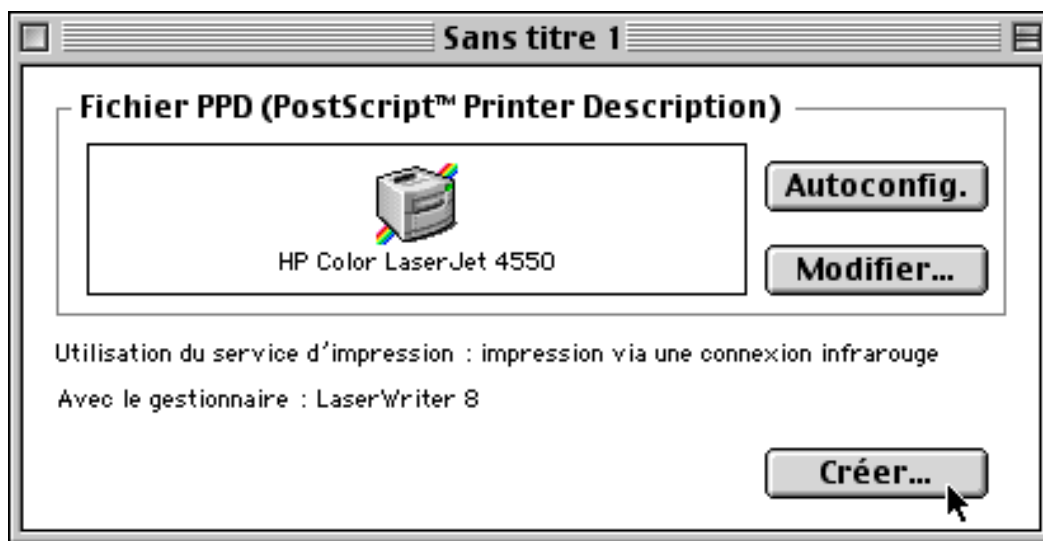 Sans titre 1
Fichier PPD (PostScript™ Printer Description)
Autoconfig.
HP Color LaserJet 4550
Modifier...
Utilisation du service d'impression : impression via une connexion infrarouge
Avec le gestionnaire : LaserWriter 8
Créer...